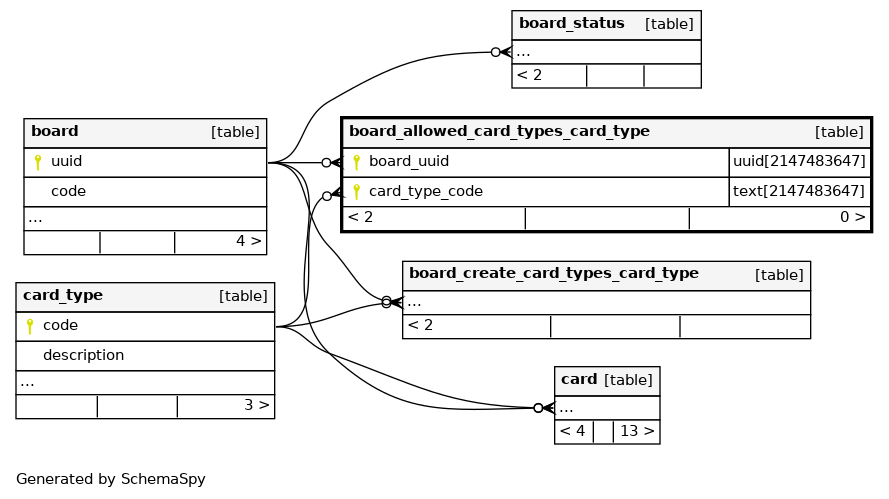 board_status [table]
...
< 2
board [table]
uuid
code
...
4 >
board_allowed_card_types_card_type [table]
board_uuid uuid[2147483647]
card_type_code text[2147483647]
< 2 0 >
board_create_card_types_card_type [table]
...
< 2
card_type [table]
code
description
...
3 >
card [table]
...
< 4 13 >
Generated by SchemaSpy